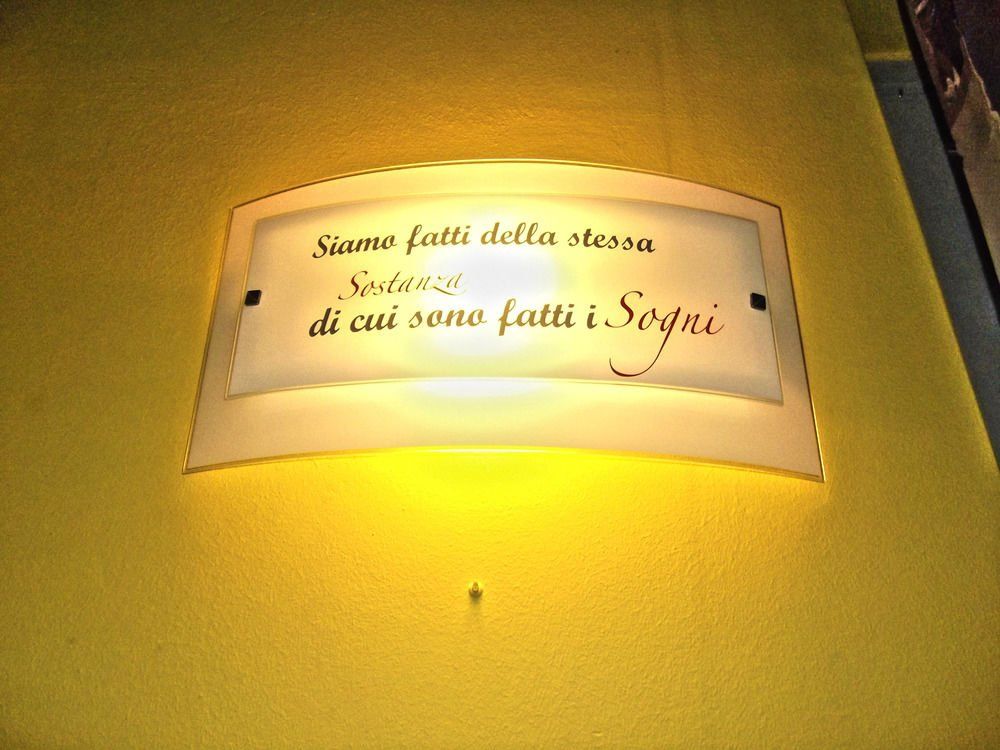 Siamo fatti della stessa
Sostanza
di cui sono fatti i Sogni